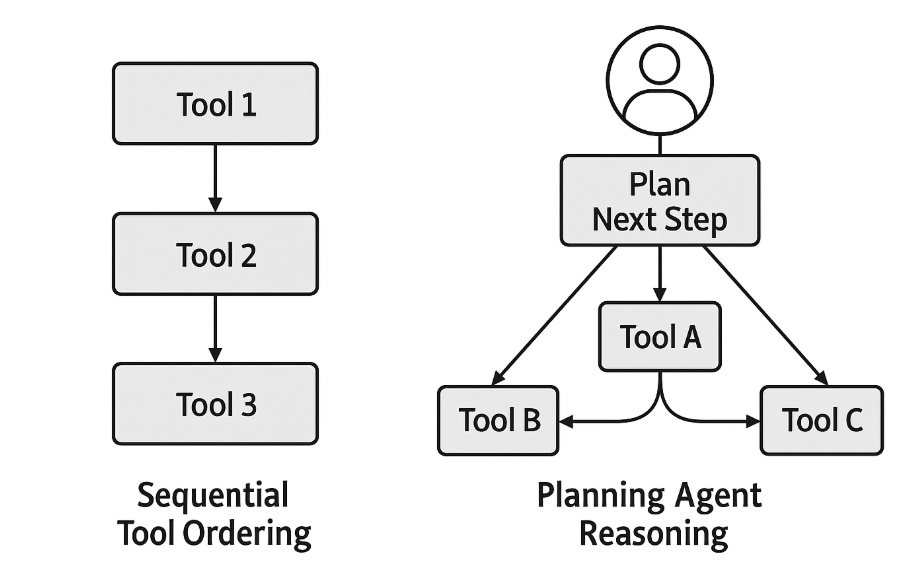 Tool 1
Tool 2
Tool 3
Sequential
Tool Ordering
Plan
Next Step
Tool A
Tool B
Tool C
Planning Agent
Reasoning